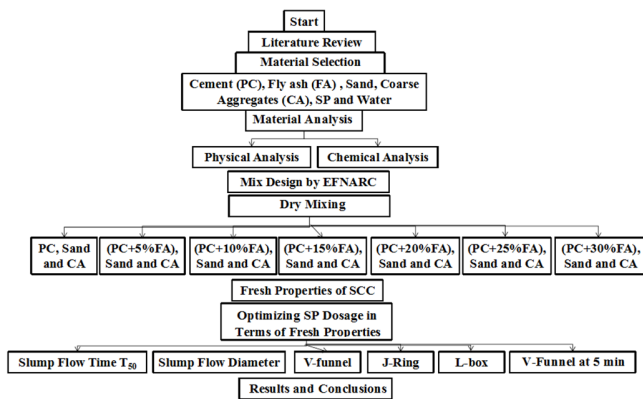 Start
Literature Review
Material Selection
Cement (PC), Fly ash (FA) , Sand, Coarse
Aggregates (CA), SP and Water
Material Analysis
Physical Analysis
Chemical Analysis
Mix Design by EFNARC
Dry Mixing
PC, Sand
and CA
(PC+5%FA),
Sand and CA
(PC+10%FA),
Sand and CA
(PC+15%FA),
Sand and CA
(PC+20%FA),
Sand and CA
(PC+25%FA),
Sand and CA
(PC+30%FA),
Sand and CA
Fresh Properties of SCC
Optimizing SP Dosage in
Terms of Fresh Properties
Slump Flow Time T₅₀
Slump Flow Diameter
V-funnel
J-Ring
L-box
V-Funnel at 5 min
Results and Conclusions